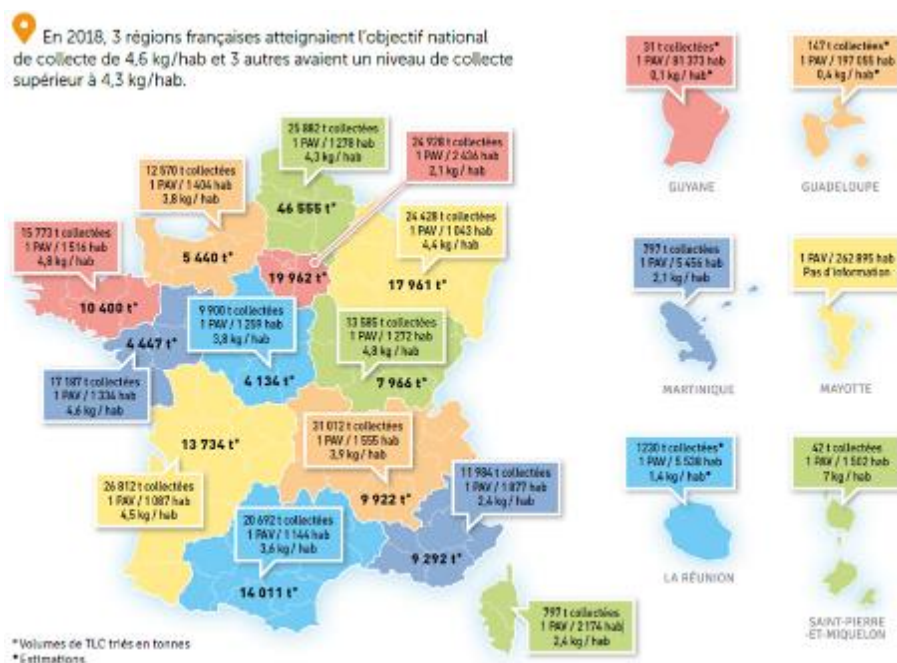 En 2018, 3 régions françaises atteignaient l'objectif national
de collecte de 4,6 kg/hab et 3 autres avaient un niveau de collecte
supérieur à 4,3 kg/hab.
25 882 t collectées
1 PAV / 1 278 hab
4,3 kg / hab
46 555 t*
24 928 t collectées
1 PAV / 2 436 hab
2,1 kg / hab
19 962 t*
12 570 t collectées
1 PAV / 1 404 hab
3,8 kg / hab
5 440 t*
24 428 t collectées
1 PAV / 1 043 hab
4,4 kg / hab
17 961 t*
15 773 t collectées
1 PAV / 1 516 hab
4,8 kg / hab
10 400 t*
9 900 t collectées
1 PAV / 1 259 hab
3,8 kg / hab
4 134 t*
13 585 t collectées
1 PAV / 1 272 hab
4,8 kg / hab
7 966 t*
4 447 t*
17 187 t collectées
1 PAV / 1 334 hab
4,6 kg / hab
13 734 t*
26 812 t collectées
1 PAV / 1 087 hab
4,5 kg / hab
31 012 t collectées
1 PAV / 1 555 hab
3,9 kg / hab
9 922 t*
11 984 t collectées
1 PAV / 1 877 hab
2,4 kg / hab
9 292 t*
20 692 t collectées
1 PAV / 1 144 hab
3,6 kg / hab
14 011 t*
797 t collectées
1 PAV / 2 174 hab
2,4 kg / hab
*Volumes de TLC triés en tonnes
*Estimations
31 t collectées*
1 PAV / 81 373 hab
0,1 kg / hab*
GUYANE
147 t collectées*
1 PAV / 197 055 hab
0,4 kg / hab*
GUADELOUPE
797 t collectées
1 PAV / 5 456 hab
2,1 kg / hab
MARTINIQUE
1 PAV / 262 895 hab
Pas d'information
MAYOTTE
1230 t collectées*
1 PAV / 5 538 hab
1,4 kg / hab*
LA RÉUNION
42 t collectées
1 PAV / 1 502 hab
7 kg / hab
SAINT-PIERRE
-ET-MIQUELON